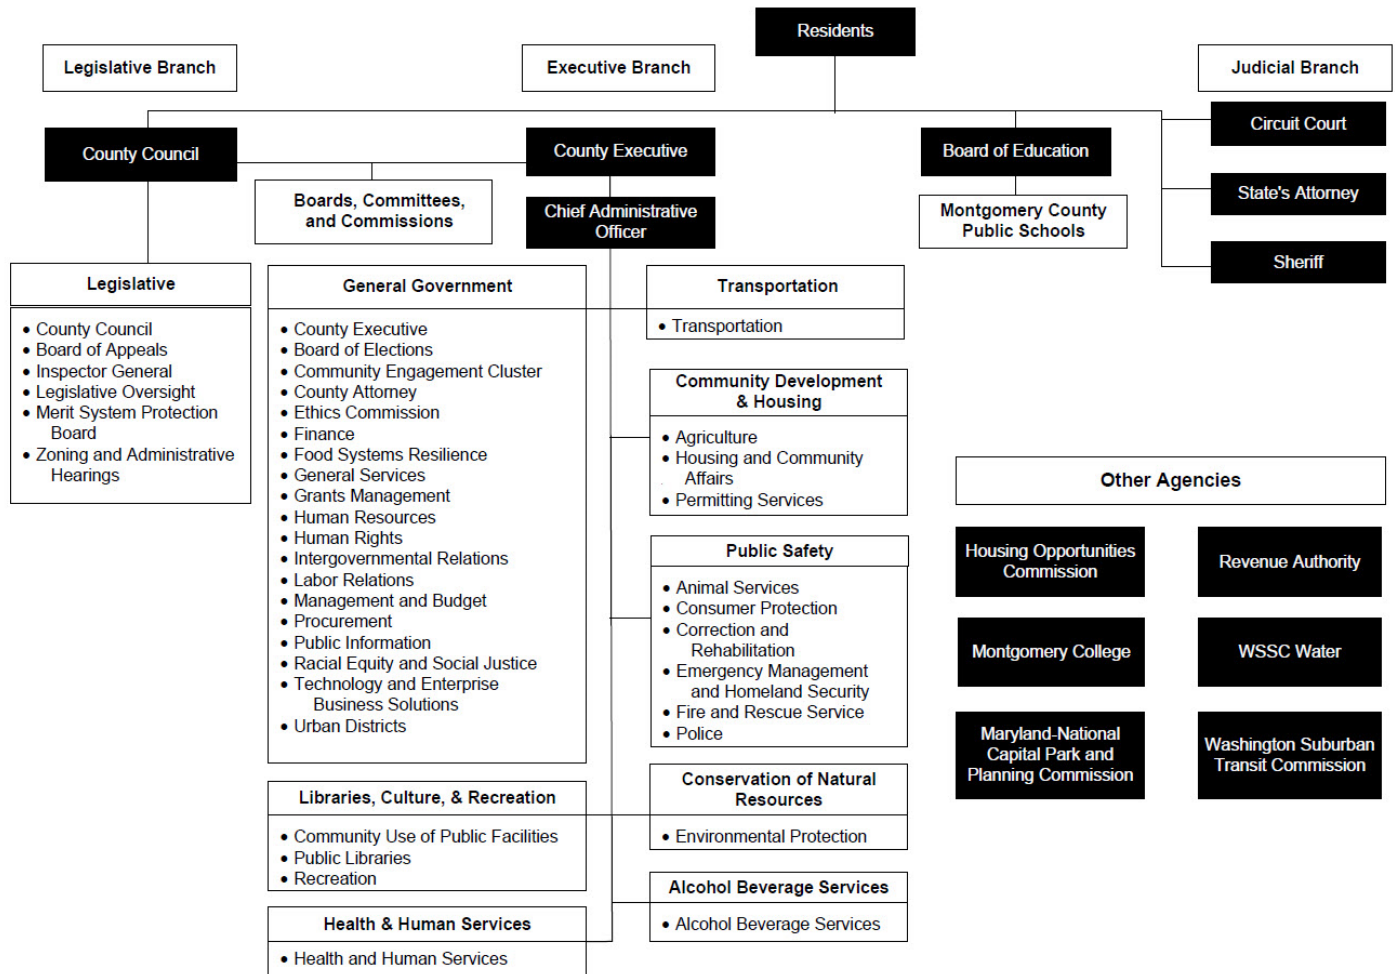 Residents
Legislative Branch
Executive Branch
Judicial Branch
County Council
County Executive
Board of Education
Circuit Court
State's Attorney
Sheriff
Boards, Committees,
and Commissions
Chief Administrative
Officer
Montgomery County
Public Schools
Legislative
• County Council
• Board of Appeals
• Inspector General
• Legislative Oversight
• Merit System Protection
Board
• Zoning and Administrative
Hearings
General Government
• County Executive
• Board of Elections
• Community Engagement Cluster
• County Attorney
• Ethics Commission
• Finance
• Food Systems Resilience
• General Services
• Grants Management
• Human Resources
• Human Rights
• Intergovernmental Relations
• Labor Relations
• Management and Budget
• Procurement
• Public Information
• Racial Equity and Social Justice
• Technology and Enterprise
Business Solutions
• Urban Districts
Libraries, Culture, & Recreation
• Community Use of Public Facilities
• Public Libraries
• Recreation
Health & Human Services
• Health and Human Services
Transportation
• Transportation
Community Development
& Housing
• Agriculture
• Housing and Community
Affairs
• Permitting Services
Public Safety
• Animal Services
• Consumer Protection
• Correction and
Rehabilitation
• Emergency Management
and Homeland Security
• Fire and Rescue Service
• Police
Conservation of Natural
Resources
• Environmental Protection
Alcohol Beverage Services
• Alcohol Beverage Services
Other Agencies
Housing Opportunities
Commission
Revenue Authority
Montgomery College
WSSC Water
Maryland-National
Capital Park and
Planning Commission
Washington Suburban
Transit Commission